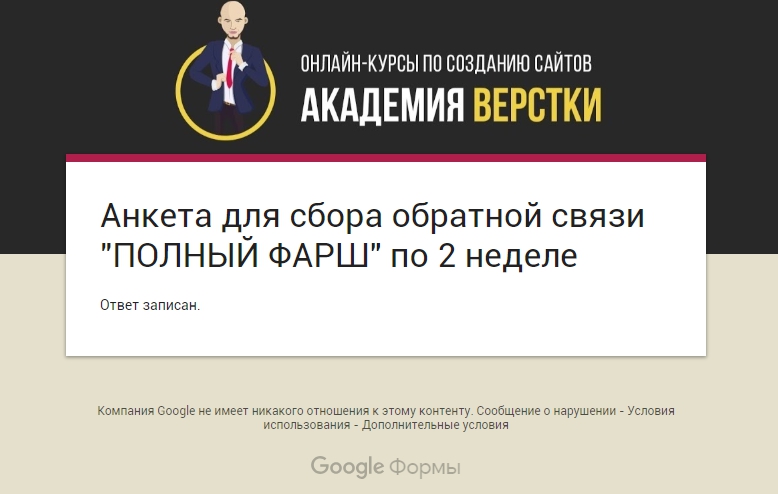 ОНЛАЙН-КУРСЫ ПО СОЗДАНИЮ САЙТОВ
АКАДЕМИЯ ВЕРСТКИ
Анкета для сбора обратной связи
"ПОЛНЫЙ ФАРШ" по 2 неделе
Ответ записан.
Компания Google не имеет никакого отношения к этому контенту. Сообщение о нарушении - Условия
использования - Дополнительные условия
Google Формы